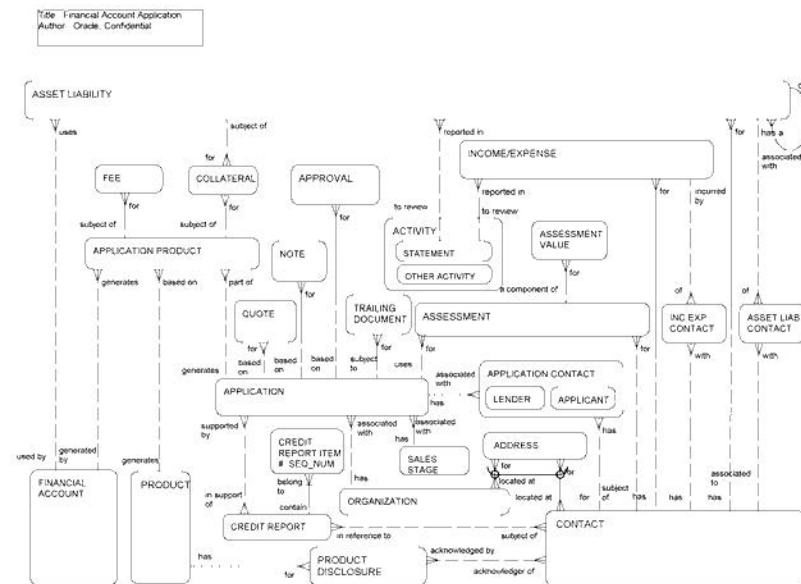 Title Financial Account Application
Author Oracle, Confidential
ASSET LIABILITY
uses
subject of
reported in
for
has a
associated
with
INCOME/EXPENSE
for
FEE
COLLATERAL
APPROVAL
reported in
for
incurred
by
for
for
for
to review
to review
subject of
subject of
ACTIVITY
STATEMENT
OTHER ACTIVITY
ASSESSMENT
VALUE
APPLICATION PRODUCT
NOTE
for
generates
based on
part of
for
a component of
of
of
QUOTE
TRAILING
DOCUMENT
ASSESSMENT
INC EXP
CONTACT
ASSET LIAB
CONTACT
for
for
for
for
with
with
generates
based
on
based
on
based
on
subject
to
uses
associated
with
APPLICATION CONTACT
LENDER
APPLICANT
APPLICATION
has
has
supported
by
associated
with
associated
with
has
has
CREDIT
REPORT ITEM
# SEQ_NUM
SALES
STAGE
ADDRESS
for
for
used by
generated
by
generates
has
located at
located at
associated
to
FINANCIAL
ACCOUNT
PRODUCT
in support
of
belong
to
contain
ORGANIZATION
for
subject
of
has
has
has
CREDIT REPORT
in reference to
subject of
CONTACT
has
for
PRODUCT
DISCLOSURE
acknowledged by
acknowledger of